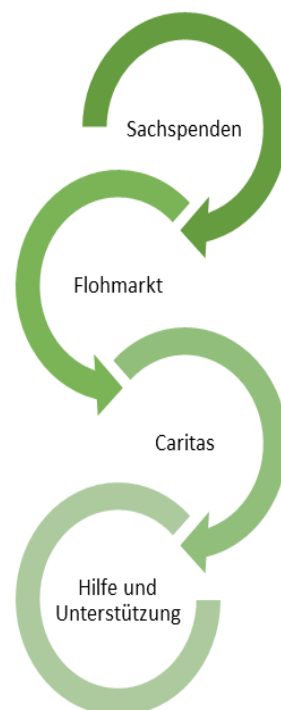 Sachspenden
Flohmarkt
Caritas
Hilfe und
Unterstützung